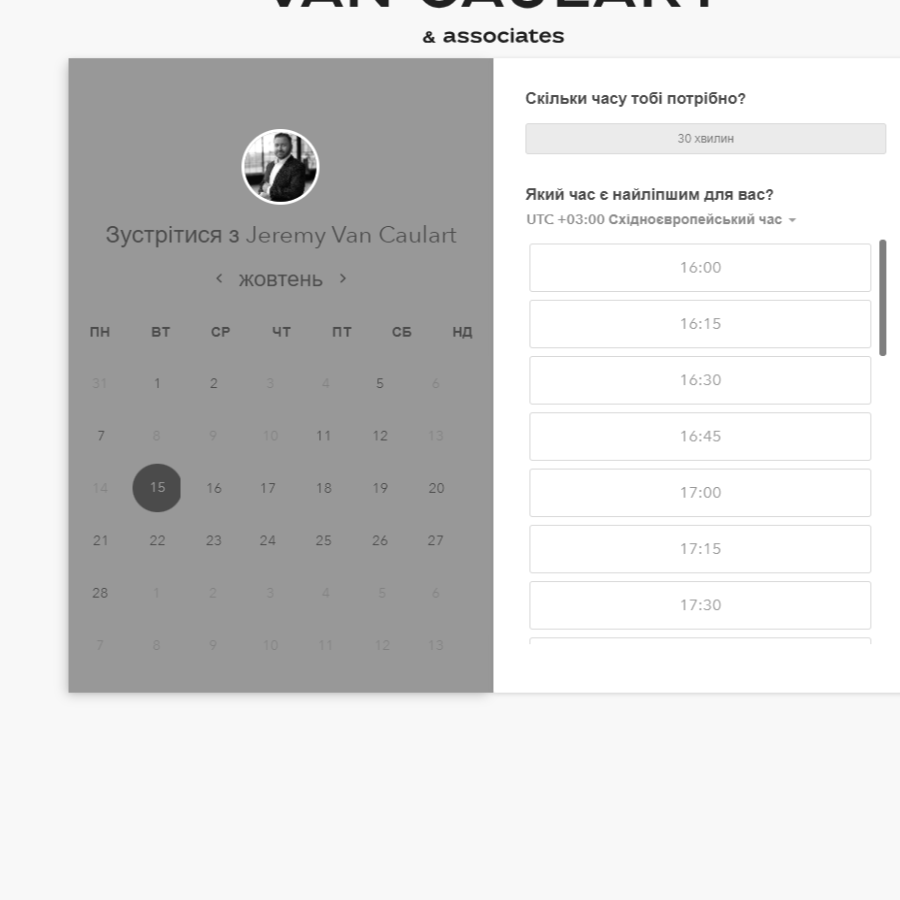 VAN CAULART
& associates
Зустрітися з Jeremy Van Caulart
жовтень
ПН ВТ СР ЧТ ПТ СБ НД
31 1 2 3 4 5 6
7 8 9 10 11 12 13
14 15 16 17 18 19 20
21 22 23 24 25 26 27
28 1 2 3 4 5 6
7 8 9 10 11 12 13
Скільки часу тобі потрібно?
30 хвилин
Який час є найліпшим для вас?
UTC +03:00 Східноєвропейський час
16:00
16:15
16:30
16:45
17:00
17:15
17:30